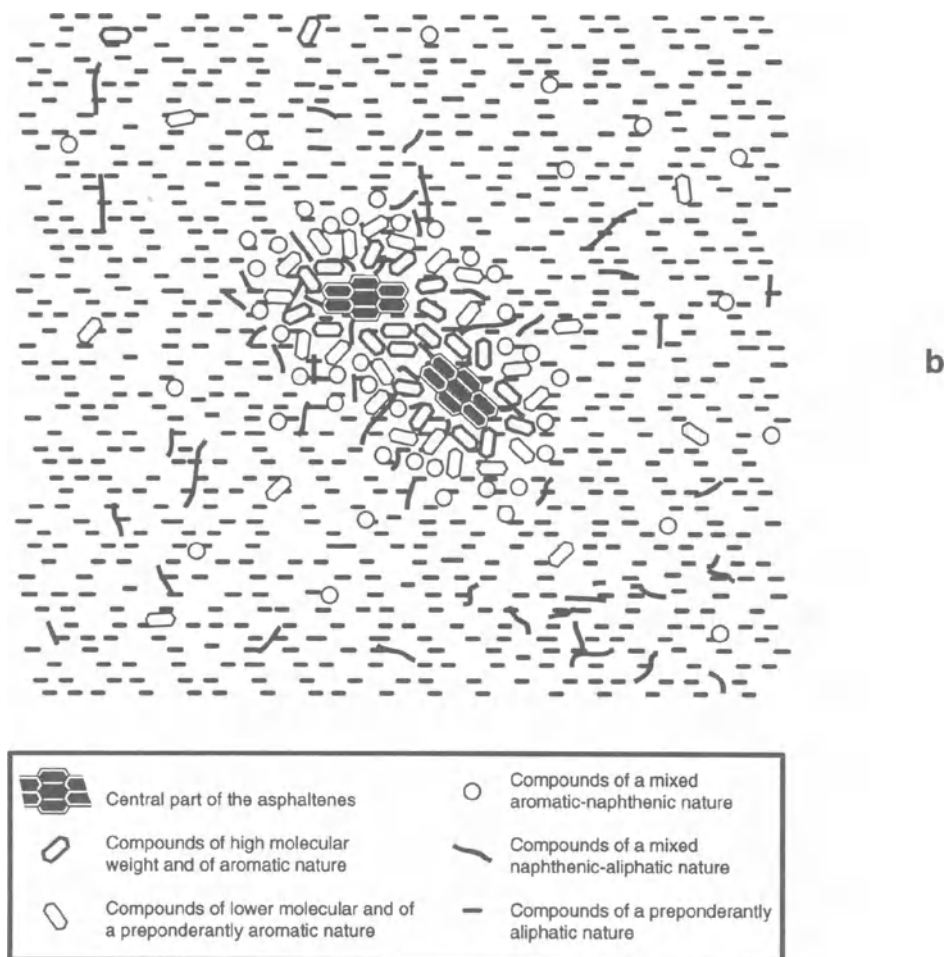 b
Central part of the asphaltenes
Compounds of high molecular
weight and of aromatic nature
Compounds of lower molecular and of
a preponderantly aromatic nature
Compounds of a mixed
aromatic-naphthenic nature
Compounds of a mixed
naphthenic-aliphatic nature
Compounds of a preponderantly
aliphatic nature